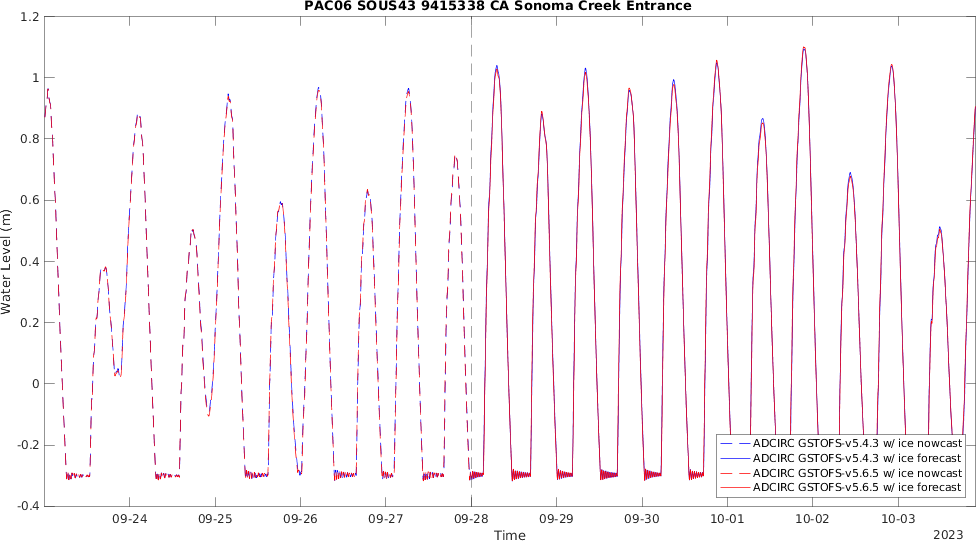 PAC06 SOUS43 9415338 CA Sonoma Creek Entrance
1.2
1
0.8
0.6
0.4
0.2
0
-0.2
-0.4
Water Level (m)
ADCIRC GSTOFS-v5.4.3 w/ ice nowcast
ADCIRC GSTOFS-v5.4.3 w/ ice forecast
ADCIRC GSTOFS-v5.6.5 w/ ice nowcast
ADCIRC GSTOFS-v5.6.5 w/ ice forecast
09-24 09-25 09-26 09-27 09-28 09-29 09-30 10-01 10-02 10-03
Time
2023